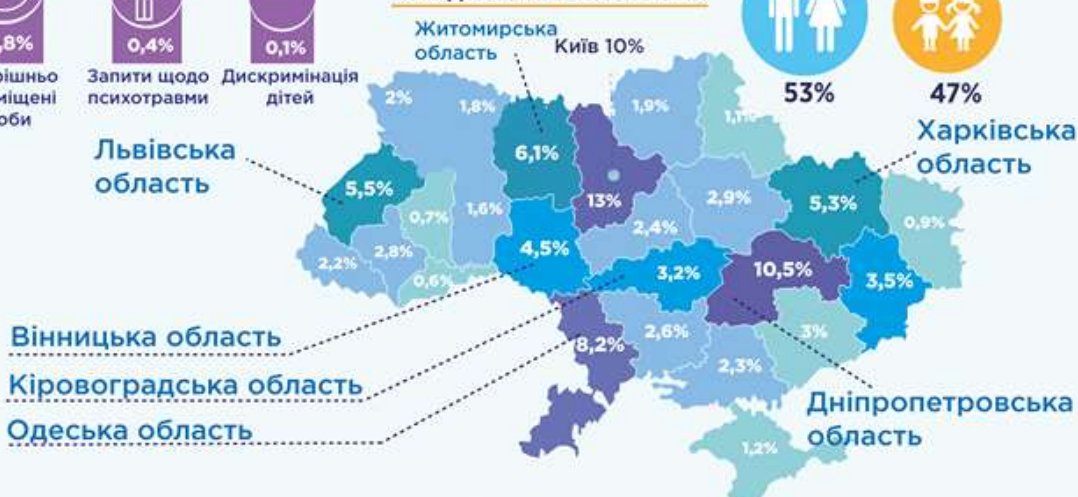 ,8%
0,4%
0,1%
Запити щодо
психотравми
Дискримінація
дітей
53%
47%
Житомирська
область
Київ 10%
Львівська
область
Харківська
область
2%
1,8%
6,1%
13%
1,9%
1,1%
5,5%
0,7%
1,6%
2,4%
2,9%
5,3%
0,9%
2,2%
2,8%
0,6%
4,5%
3,2%
10,5%
3,5%
8,2%
2,6%
3%
2,3%
1,2%
Вінницька область
Кіровоградська область
Одеська область
Дніпропетровська
область